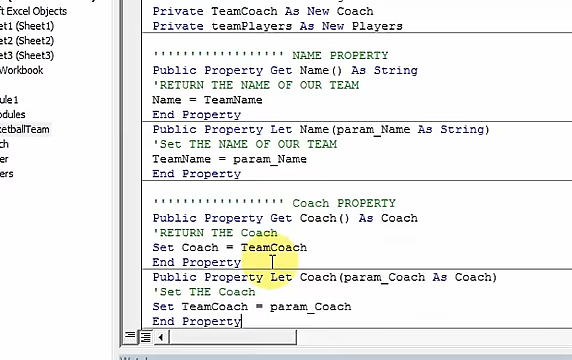 ft Excel Objects
t1 (Sheet1)
et2 (Sheet2)
et3 (Sheet3)
Workbook
ule1
odules
ketballTeam
ch
er
ers
Private TeamCoach As New Coach
Private teamPlayers As New Players
'''''''''''''''''' NAME PROPERTY
Public Property Get Name() As String
'RETURN THE NAME OF OUR TEAM
Name = TeamName
End Property
Public Property Let Name(param_Name As String)
'Set THE NAME OF OUR TEAM
TeamName = param_Name
End Property
'''''''''''''''''' Coach PROPERTY
Public Property Get Coach() As Coach
'RETURN THE Coach
Set Coach = TeamCoach
End Property
Public Property Let Coach(param_Coach As Coach)
'Set THE Coach
Set TeamCoach = param_Coach
End Property